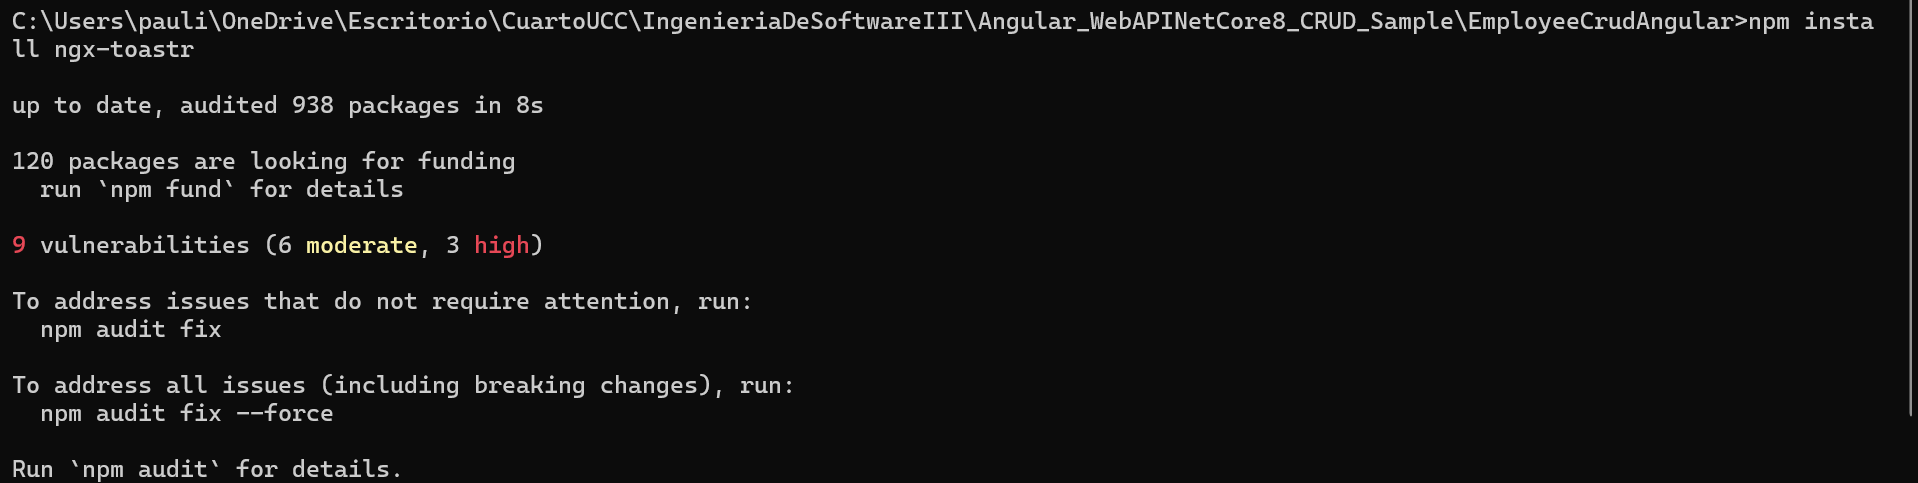 C:\Users\pauli\OneDrive\Escritorio\CuartoUCC\IngenieriaDeSoftwareIII\Angular_WebAPINetCore8_CRUD_Sample\EmployeeCrudAngular>npm insta
ll ngx-toastr
up to date, audited 938 packages in 8s
120 packages are looking for funding
  run `npm fund` for details
9 vulnerabilities (6 moderate, 3 high)
To address issues that do not require attention, run:
  npm audit fix
To address all issues (including breaking changes), run:
  npm audit fix --force
Run `npm audit` for details.